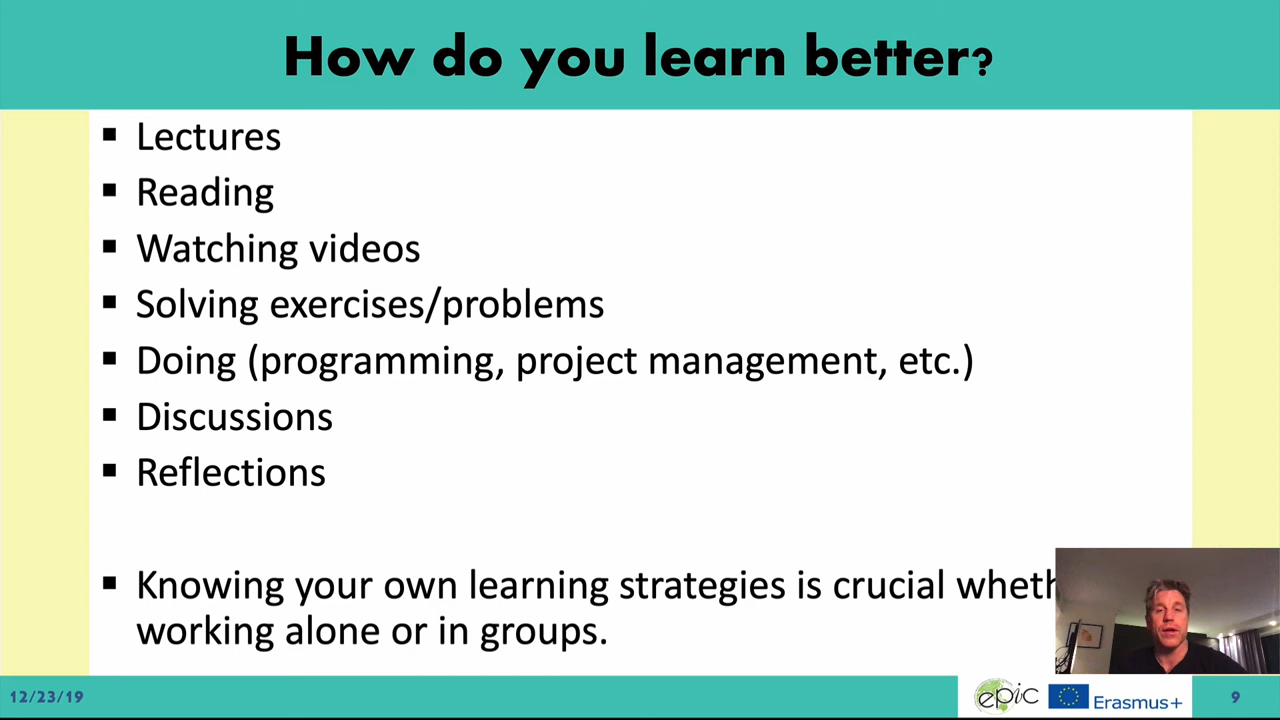 How do you learn better?
▪ Lectures
▪ Reading
▪ Watching videos
▪ Solving exercises/problems
▪ Doing (programming, project management, etc.)
▪ Discussions
▪ Reflections
▪ Knowing your own learning strategies is crucial
working alone or in groups.
12/23/19
epic
Erasmus+
9